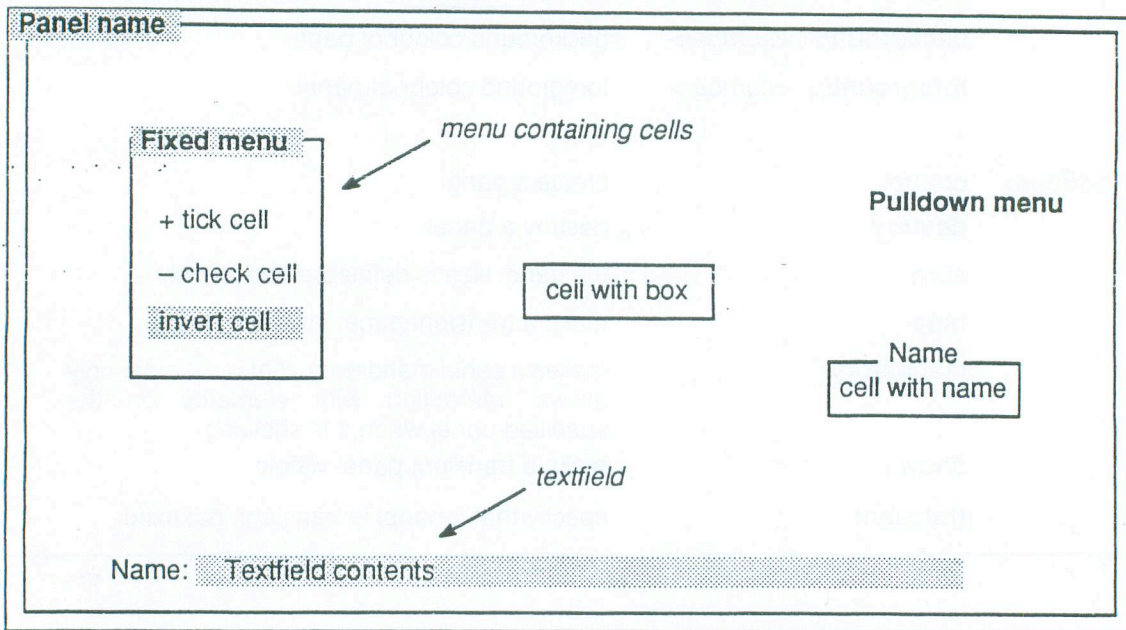 Panel name
menu containing cells
Fixed menu
Pulldown menu
+ tick cell
– check cell
cell with box
invert cell
Name
cell with name
textfield
Name: Textfield contents